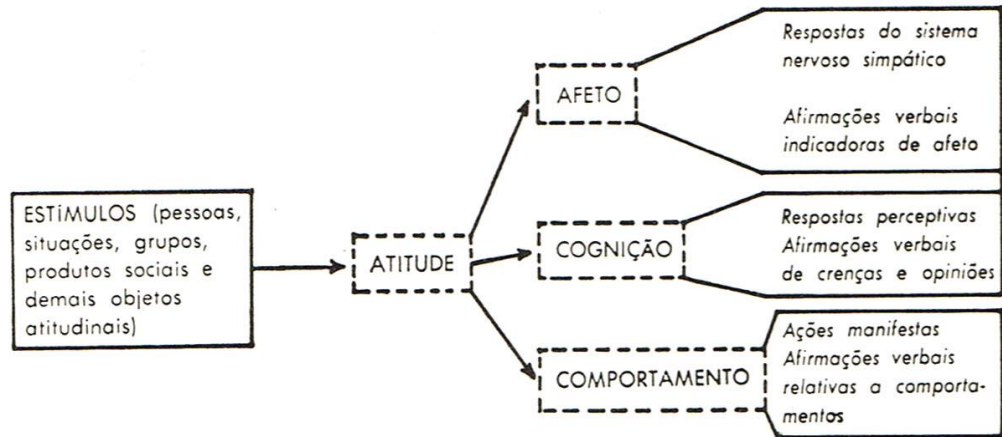 ESTÍMULOS (pessoas,
situações, grupos,
produtos sociais e
demais objetos
atitudinais)
ATITUDE
AFETO
Respostas do sistema
nervoso simpático
Afirmações verbais
indicadoras de afeto
COGNIÇÃO
Respostas perceptivas
Afirmações verbais
de crenças e opiniões
COMPORTAMENTO
Ações manifestas
Afirmações verbais
relativas a comporta-
mentos